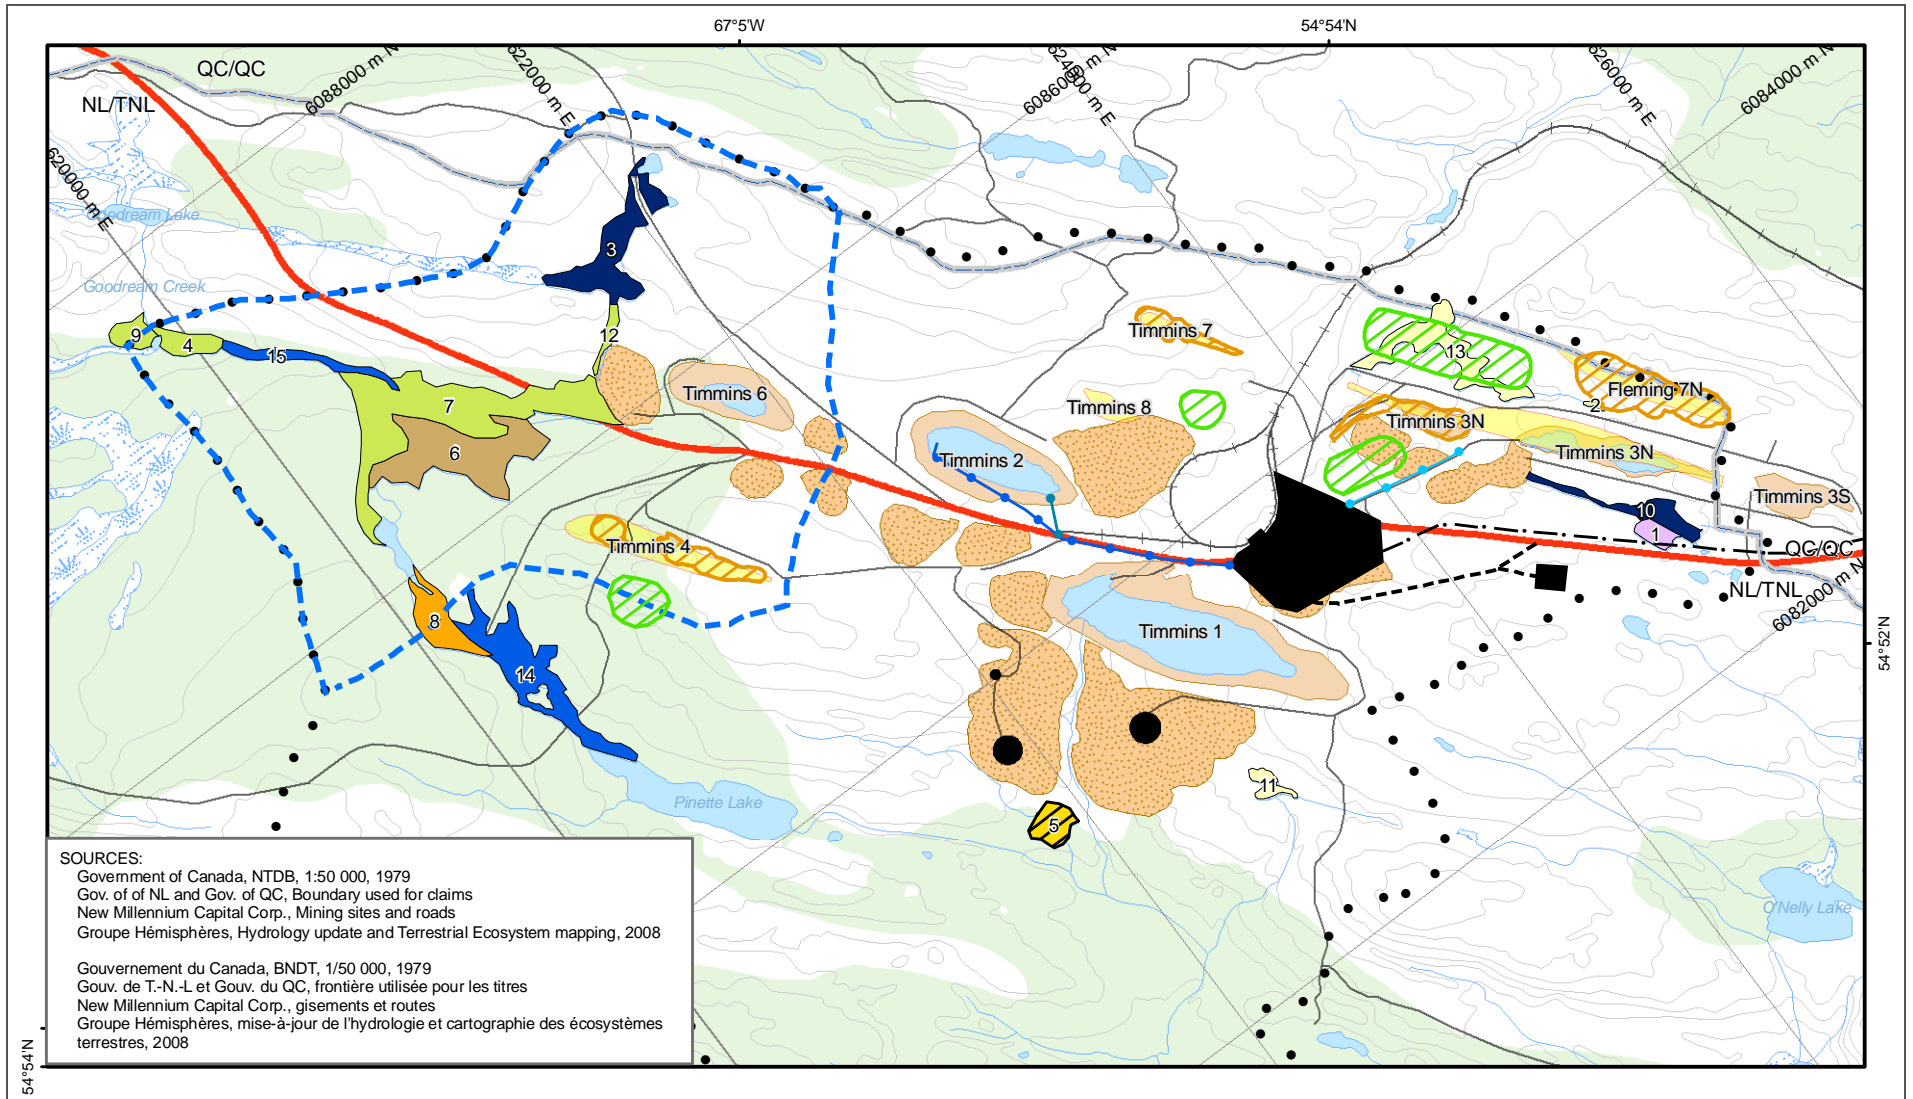 67°5'W
54°54'N
QC/QC
NL/TNL
6088000 m N
622000 m E
6086000 m N
624000 m E
626000 m E
6084000 m N
620000 m E
Goodream Lake
Goodream Creek
3
12
9
4
15
7
6
8
14
Timmins 6
Timmins 4
Timmins 2
Timmins 7
Timmins 8
Timmins 1
13
Fleming 7N
2
Timmins 3N
Timmins 3N
Timmins 3S
10
1
QC/QC
NL/TNL
6082000 m N
54°52'N
Pinette Lake
11
5
O'Nelly Lake
SOURCES:
Government of Canada, NTDB, 1:50 000, 1979
Gov. of of NL and Gov. of QC, Boundary used for claims
New Millennium Capital Corp., Mining sites and roads
Groupe Hémisphères, Hydrology update and Terrestrial Ecosystem mapping, 2008
Gouvernement du Canada, BNDT, 1/50 000, 1979
Gouv. de T.-N.-L et Gouv. du QC, frontière utilisée pour les titres
New Millennium Capital Corp., gisements et routes
Groupe Hémisphères, mise-à-jour de l'hydrologie et cartographie des écosystèmes
terrestres, 2008
54°54'N